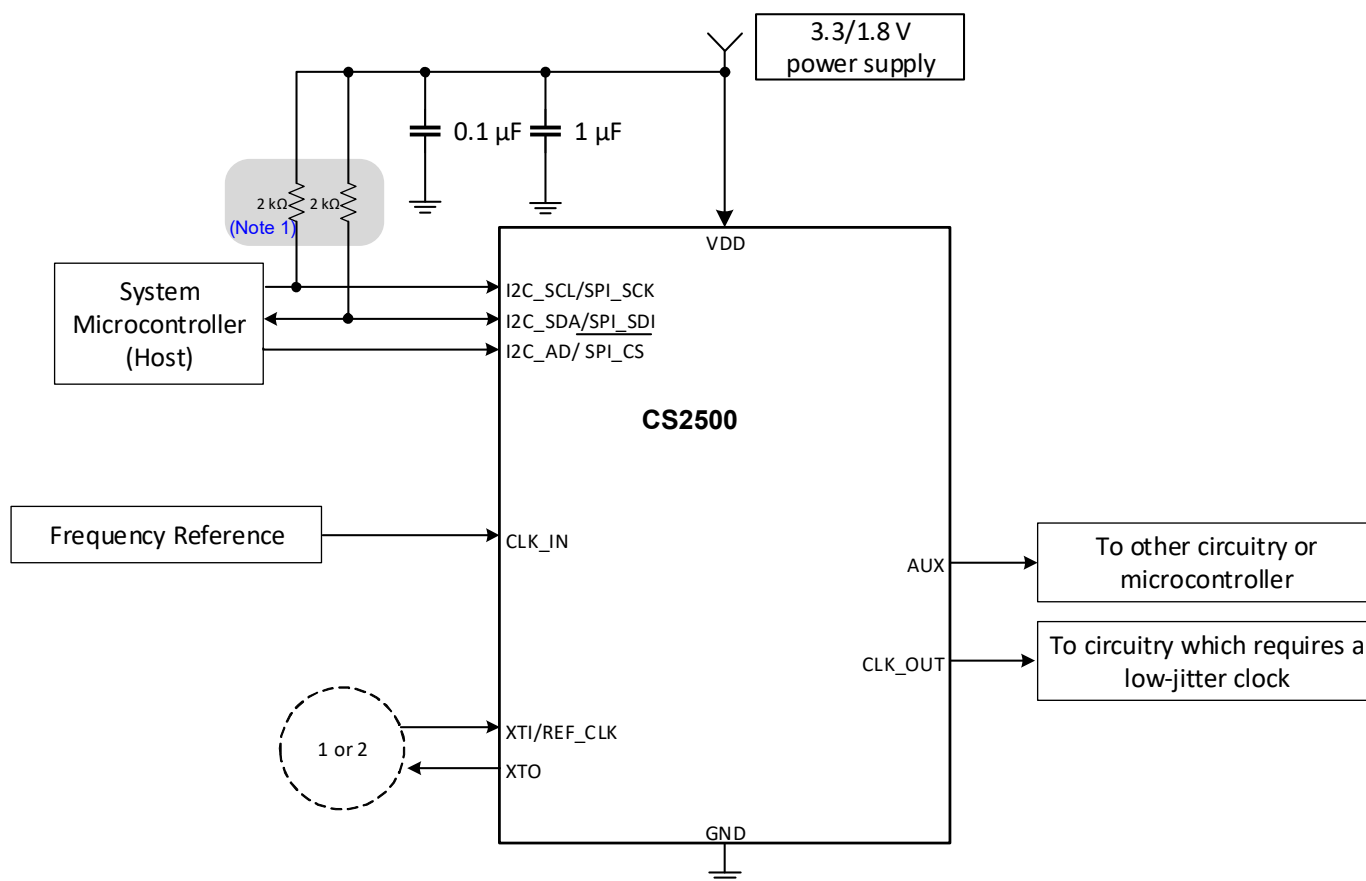 3.3/1.8 V
power supply
0.1 µF
1 µF
2 kΩ
2 kΩ
(Note 1)
VDD
System
Microcontroller
(Host)
I2C_SCL/SPI_SCK
I2C_SDA/SPI_SDI
I2C_AD/ SPI_CS
CS2500
Frequency Reference
CLK_IN
AUX
To other circuitry or
microcontroller
CLK_OUT
To circuitry which requires a
low-jitter clock
1 or 2
XTI/REF_CLK
XTO
GND